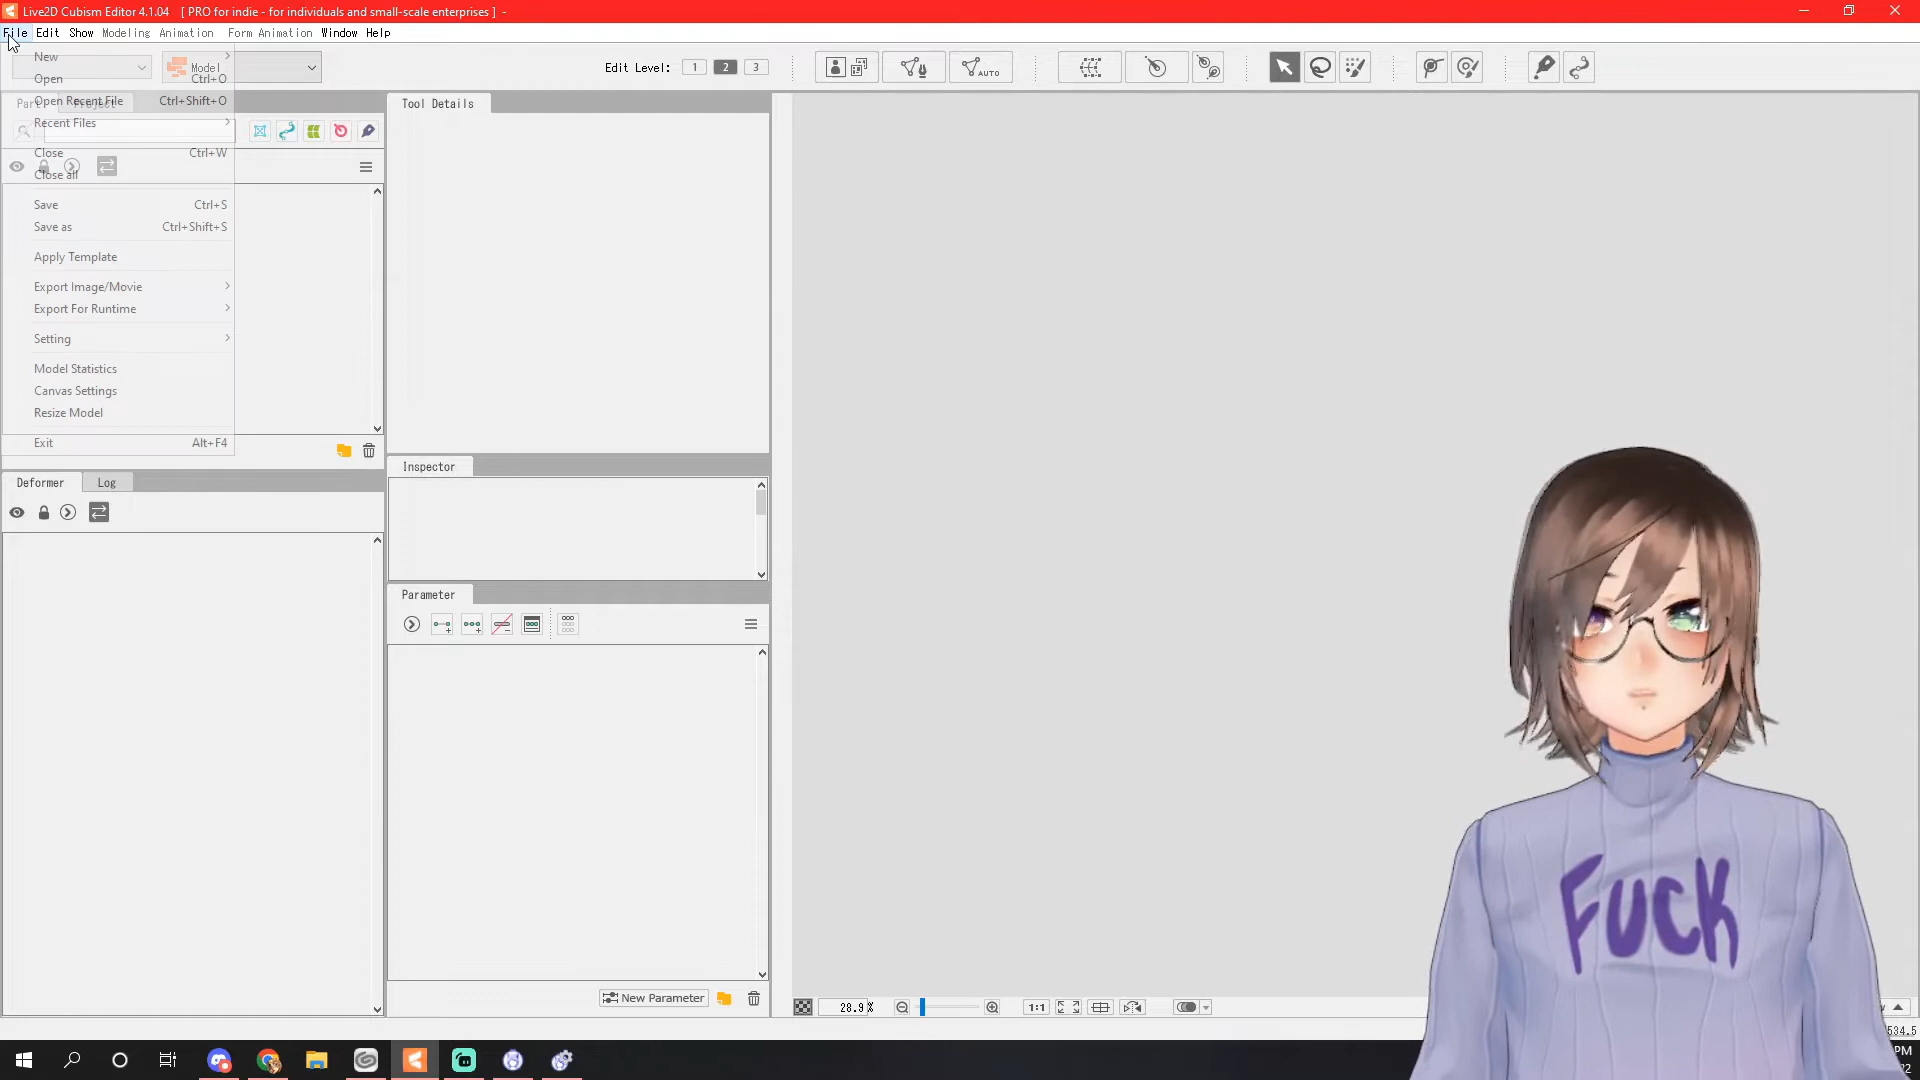 Live2D Cubism Editor 4.1.04 [ PRO for indie - for individuals and small-scale enterprises ] -
File Edit Show Modeling Animation Form Animation Window Help
New
Model
Edit Level: 1 2 3
AUTO
Open Ctrl+O
Open Recent File Ctrl+Shift+O
Part
Project
Tool Details
Recent Files
Close Ctrl+W
Close all
Save Ctrl+S
Save as Ctrl+Shift+S
Apply Template
Export Image/Movie
Export For Runtime
Setting
Model Statistics
Canvas Settings
Resize Model
Exit Alt+F4
Inspector
Deformer Log
Parameter
New Parameter
28.9%
1:1
FUCK
534.5
PM